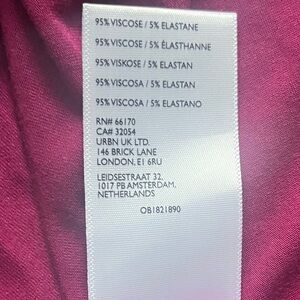 95% VISCOSE / 5% ELASTANE
95% VISCOSE / 5% ÉLASTHANNE
95% VISKOSE / 5% ELASTAN
95% VISCOSA / 5% ELASTAN
95% VISCOSA / 5% ELASTANO
RN# 66170
CA# 32054
URBN UK LTD.
146 BRICK LANE
LONDON, E1 6RU
LEIDSESTRAAT 32,
1017 PB AMSTERDAM,
NETHERLANDS
OB1821890